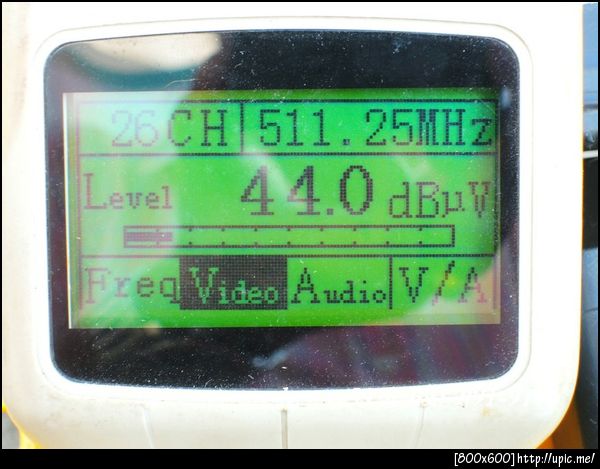 26CH 511.25MHz
Level 44.0 dBµV
Freq Video Audio V/A
[800x600] http://upic.me/